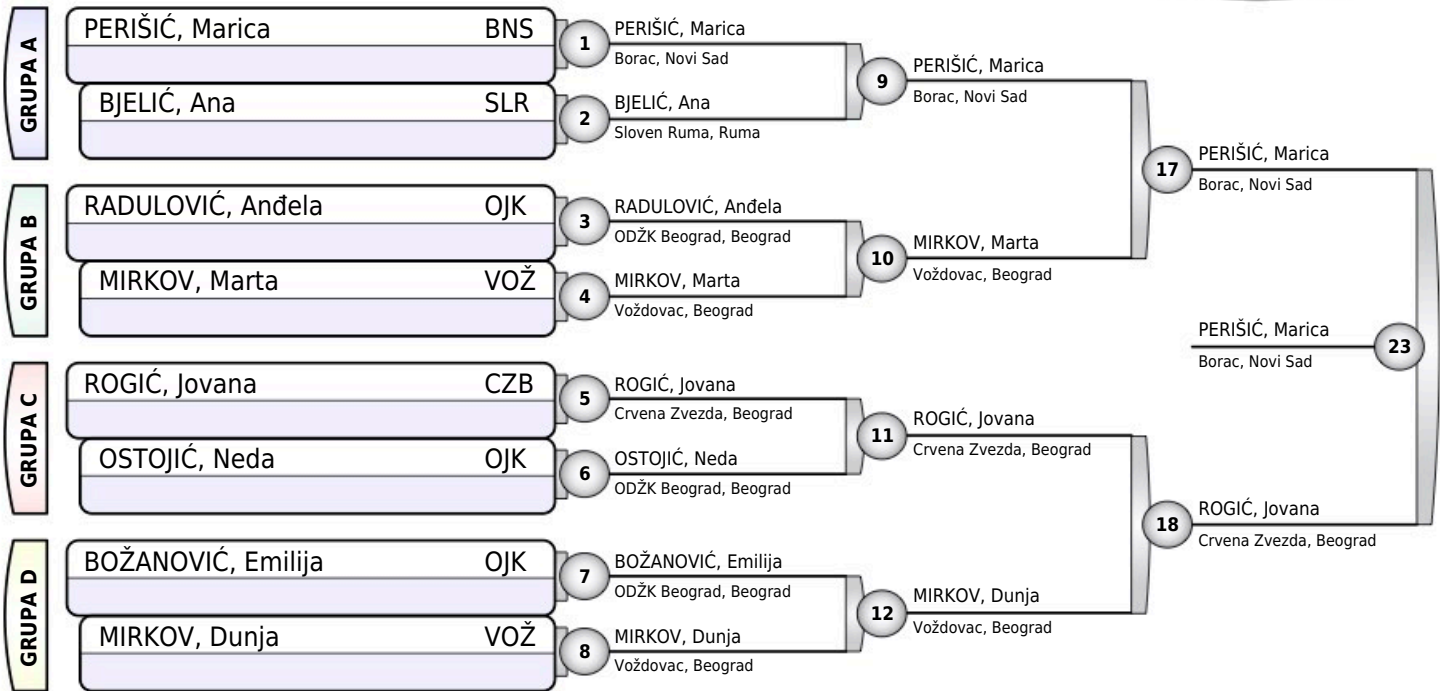 GRUPA A
PERIŠIĆ, Marica BNS
BJELIĆ, Ana SLR
GRUPA B
RADULOVIĆ, Anđela OJK
MIRKOV, Marta VOŽ
GRUPA C
ROGIĆ, Jovana CZB
OSTOJIĆ, Neda OJK
GRUPA D
BOŽANOVIĆ, Emilija OJK
MIRKOV, Dunja VOŽ
1
PERIŠIĆ, Marica
Borac, Novi Sad
2
BJELIĆ, Ana
Sloven Ruma, Ruma
3
RADULOVIĆ, Anđela
ODŽK Beograd, Beograd
4
MIRKOV, Marta
Voždovac, Beograd
5
ROGIĆ, Jovana
Crvena Zvezda, Beograd
6
OSTOJIĆ, Neda
ODŽK Beograd, Beograd
7
BOŽANOVIĆ, Emilija
ODŽK Beograd, Beograd
8
MIRKOV, Dunja
Voždovac, Beograd
9
PERIŠIĆ, Marica
Borac, Novi Sad
10
MIRKOV, Marta
Voždovac, Beograd
11
ROGIĆ, Jovana
Crvena Zvezda, Beograd
12
MIRKOV, Dunja
Voždovac, Beograd
17
PERIŠIĆ, Marica
Borac, Novi Sad
18
ROGIĆ, Jovana
Crvena Zvezda, Beograd
PERIŠIĆ, Marica
Borac, Novi Sad
23